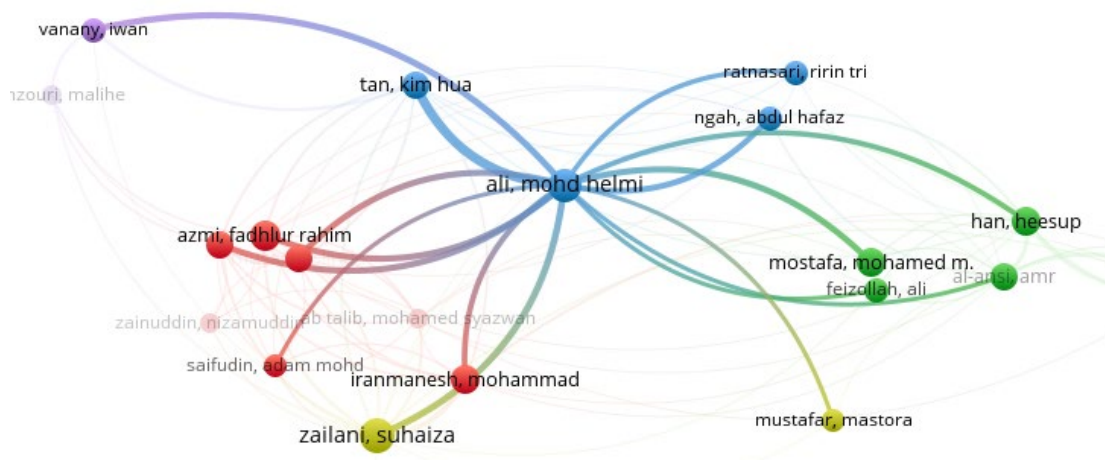 vanany, iwan
ratnasari, ririn tri
tan, kim hua
nzouri, malihe
ngah, abdul hafaz
ali, mohd helmi
han, heesup
azmi, fadhlur rahim
mostafa, mohamed m.
al-ansi, amr
feizollah, ali
zainuddin, nizamuddin
ab talib, mohamed syazwan
saifudin, adam mohd
iranmanesh, mohammad
mustafar, mastora
zailani, suhaiza